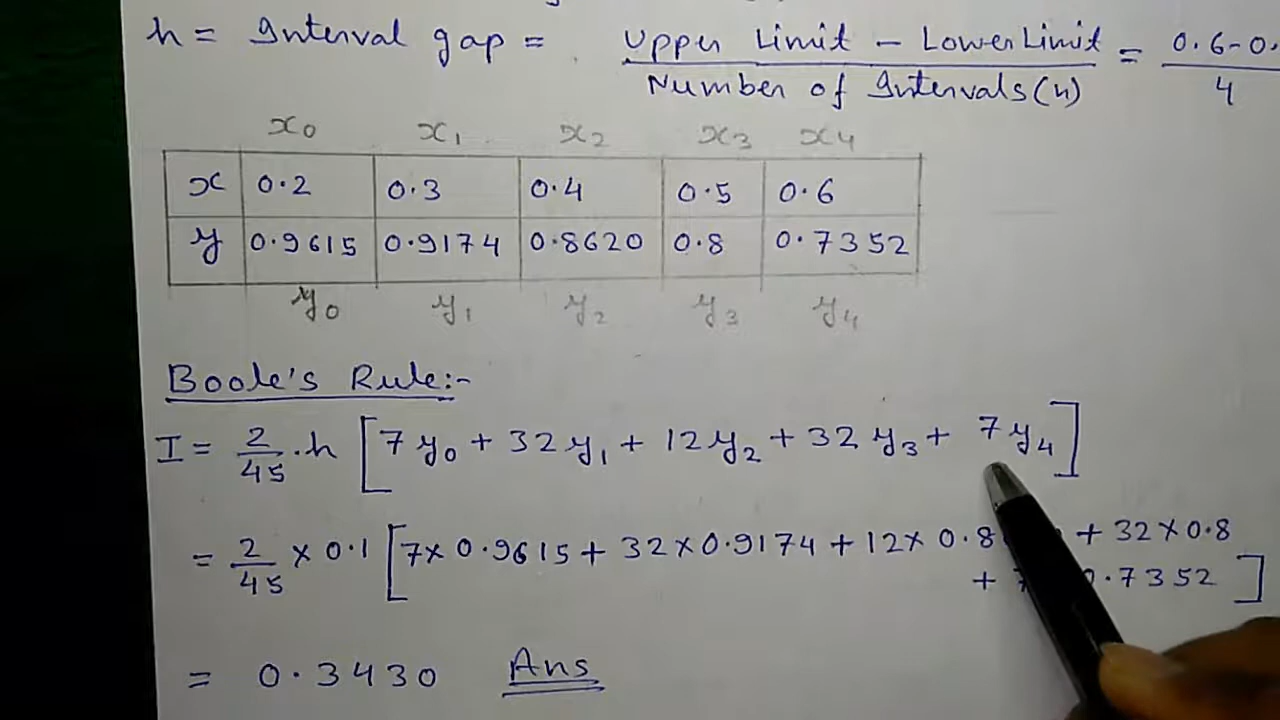 h = Interval gap = Upper Limit - Lower Limit / Number of Intervals (n) = 0.6-0. / 4
x0 x1 x2 x3 x4
x 0.2 0.3 0.4 0.5 0.6
y 0.9615 0.9174 0.8620 0.8 0.7352
y0 y1 y2 y3 y4
Boole's Rule:-
I = 2/45 . h [7y0 + 32y1 + 12y2 + 32y3 + 7y4]
= 2/45 × 0.1 [7× 0.9615 + 32×0.9174 + 12× 0.8 + 32×0.8
+ 7 0.7352]
= 0.3430 Ans